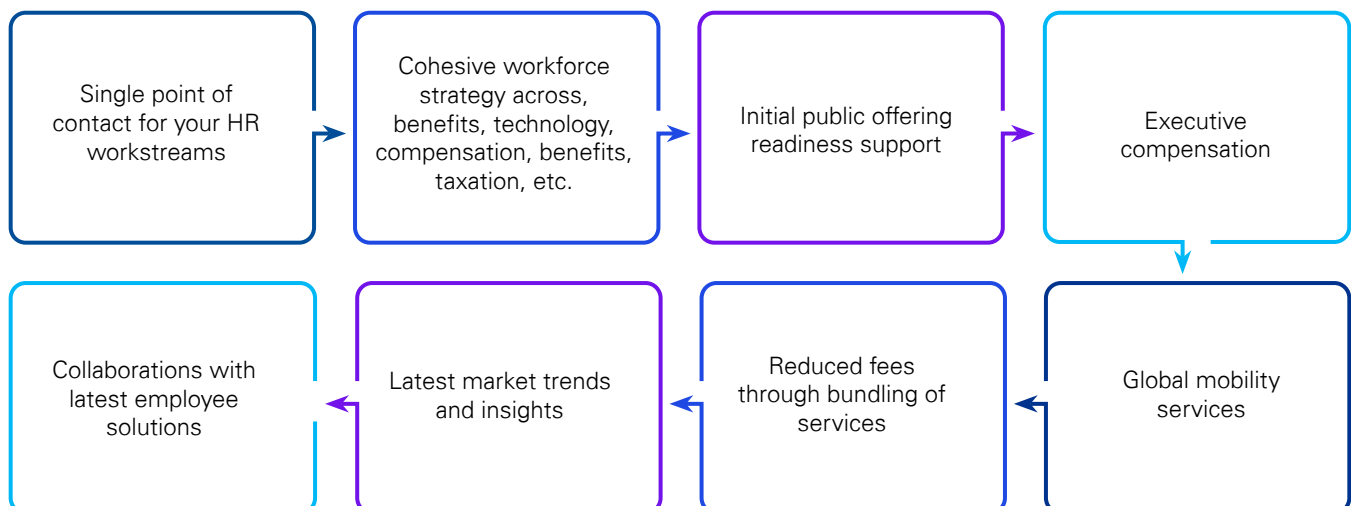 Single point of
contact for your HR
workstreams
Cohesive workforce
strategy across,
benefits, technology,
compensation, benefits,
taxation, etc.
Initial public offering
readiness support
Executive
compensation
Global mobility
services
Reduced fees
through bundling of
services
Latest market trends
and insights
Collaborations with
latest employee
solutions